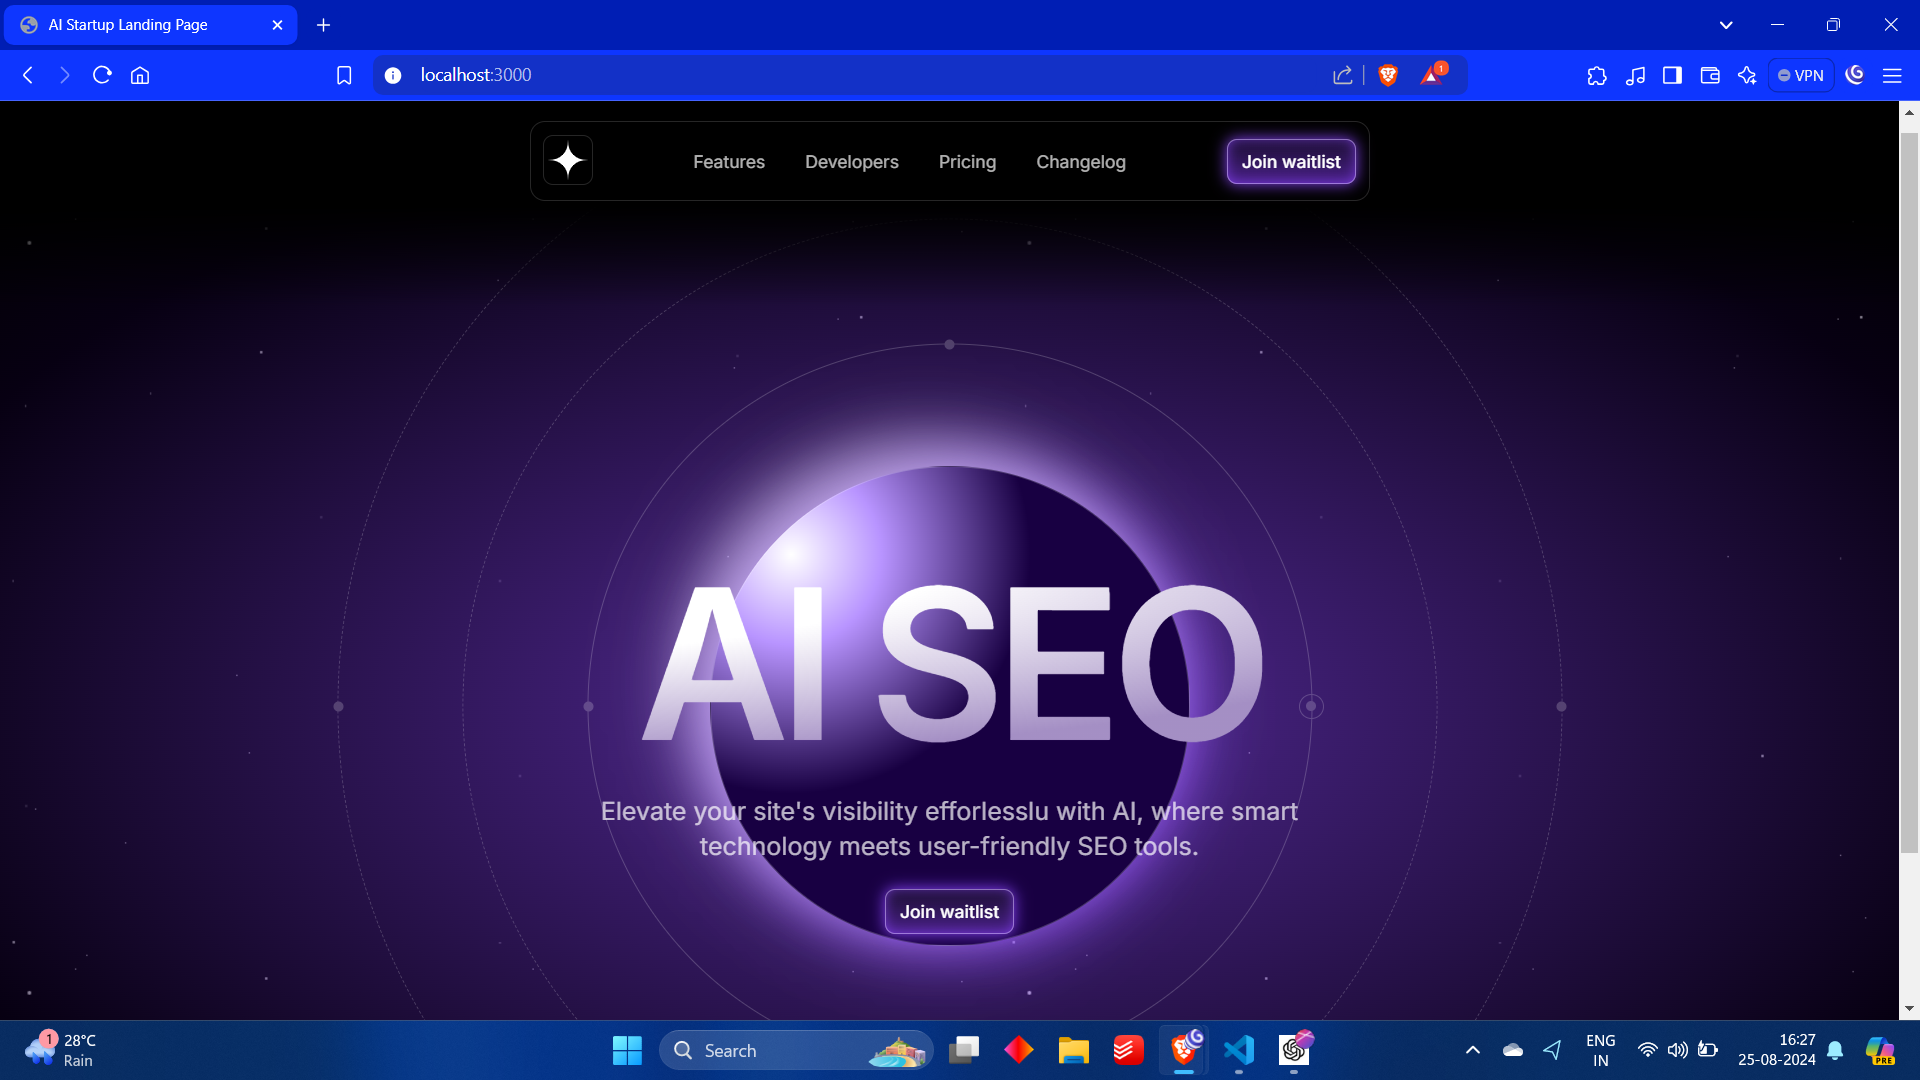 AI Startup Landing Page
localhost:3000
1
VPN
Features
Developers
Pricing
Changelog
Join waitlist
AI SEO
Elevate your site's visibility efforlesslu with AI, where smart
technology meets user-friendly SEO tools.
Join waitlist
1
28°C
Rain
Search
ENG
IN
16:27
25-08-2024
PRE